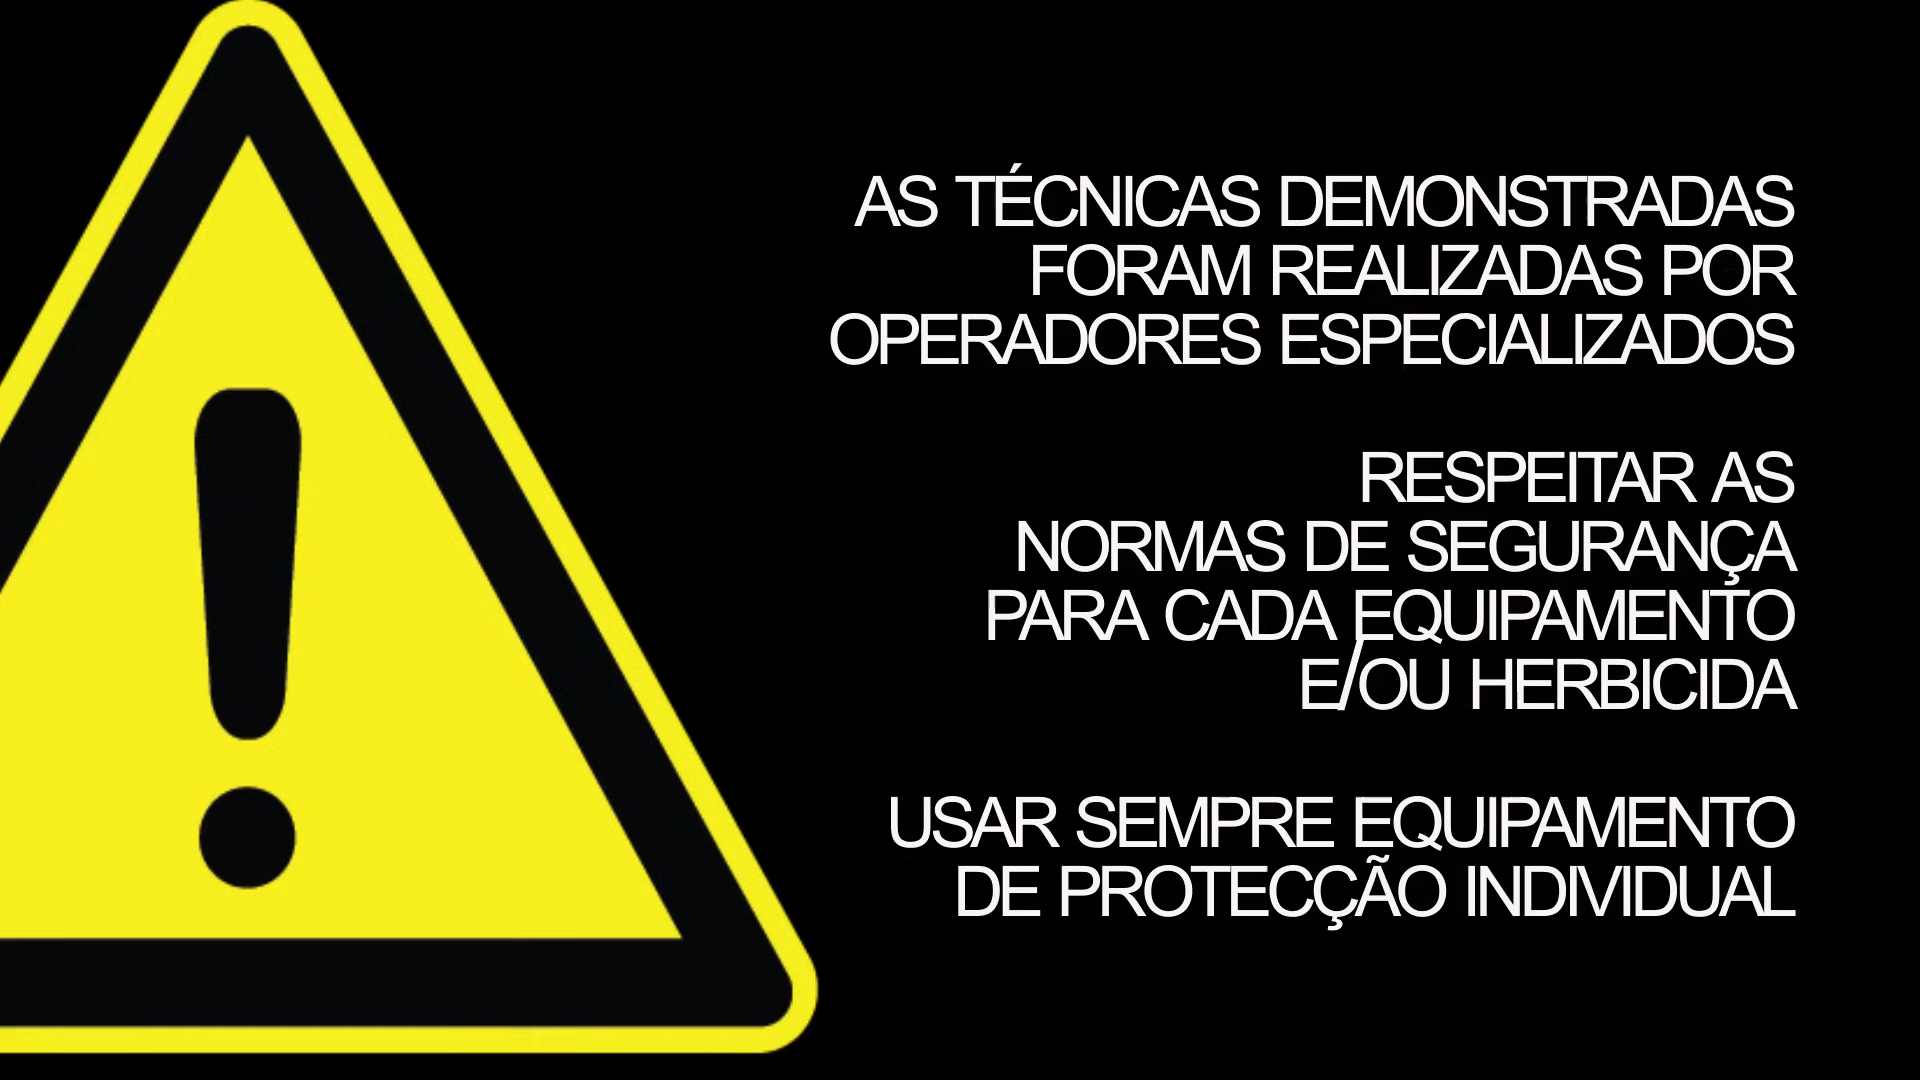 AS TÉCNICAS DEMONSTRADAS
FORAM REALIZADAS POR
OPERADORES ESPECIALIZADOS
RESPEITAR AS
NORMAS DE SEGURANÇA
PARA CADA EQUIPAMENTO
E/OU HERBICIDA
USAR SEMPRE EQUIPAMENTO
DE PROTECÇÃO INDIVIDUAL